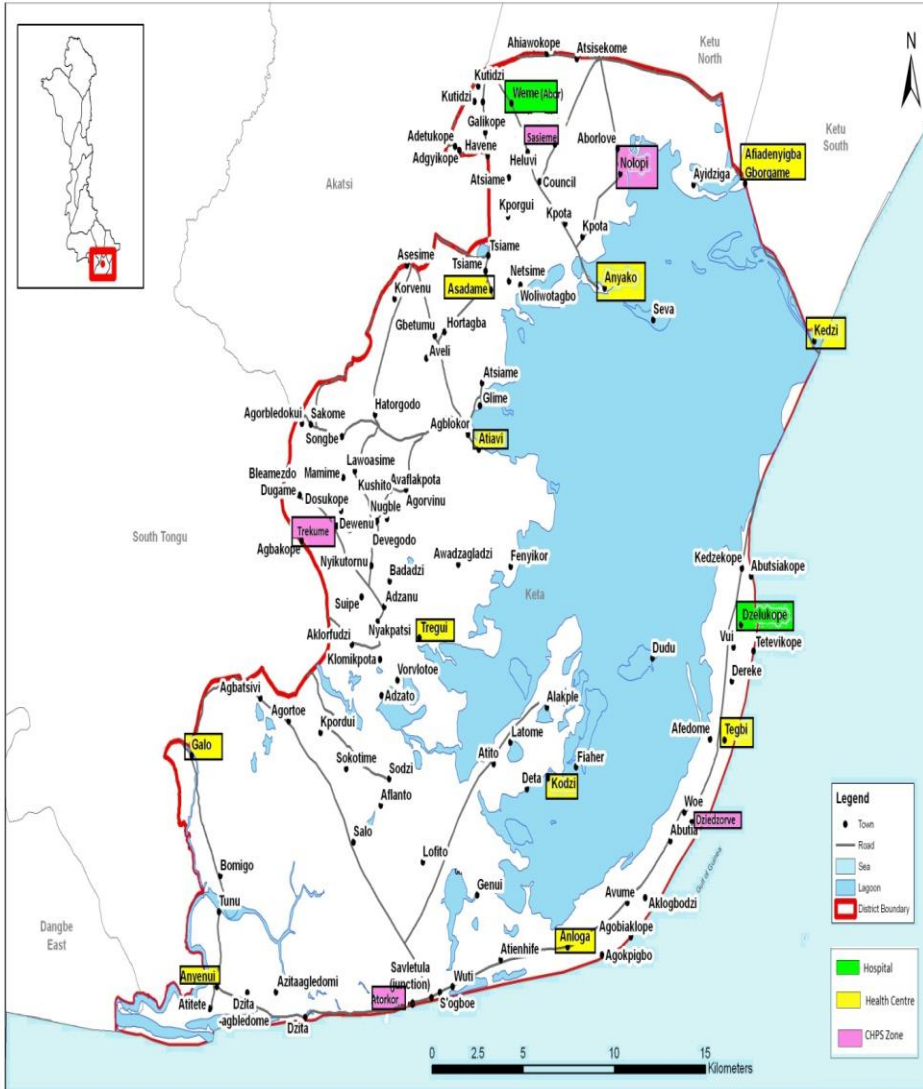 Ahiawokope
Atsisekome
Ketu
North
N
Kutidzi
Weme (Abor)
Kutidzi
Galikope
Sasieme
Aborlove
Ketu
South
Adetukope
Havene
Adgyikope
Heluvi
Nolopi
Afiadenyigba
Gborgame
Ayidziga
Akatsi
Atsiame
Council
Kporgui
Kpota
Kpota
Tsiame
Asesime
Tsiame
Netsime
Anyako
Asadame
Woliwotagbo
Korvenu
Seva
Gbetumu
Hortagba
Kedzi
Aveli
Atsiame
Glime
Hatorgodo
Agorbledokui
Sakome
Agblokor
Songbe
Atiavi
Lawoasime
Bleamezdo
Mamime
Avaflakpota
Kushito
Dugame
Dosukope
Agorvinu
Nugble
South Tongu
Trekume
Dewenu
Devegodo
Agbakope
Nyikutornu
Awadzagladzi
Fenyikor
Kedzekope
Abutsiakope
Badadzi
Keta
Suipe
Adzanu
Dzelukope
Nyakpatsi
Tregui
Aklorfudzi
Vui
Tetevikope
Klomikpota
Dudu
Vorvlotoe
Dereke
Agbatsivi
Adzato
Agortoe
Alakple
Kpordui
Latome
Afedome
Tegbi
Galo
Atito
Sokotime
Sodzi
Deta
Kodzi
Fiaher
Aflanto
Woe
Dziedzorve
Salo
Abutia
Lofito
Gulf of Guinea
Bomigo
Genui
Avume
Aklogbodzi
Tunu
Agobiaklope
Dangbe
East
Anloga
Atienhife
Agokpigbo
Savletula
(junction)
Wuti
Anyenui
Azitaagledomi
Atorkor
S'ogboe
Atitete
Dzita
-agbledome
Dzita
Legend
Town
Road
Sea
Lagoon
District Boundary
Hospital
Health Centre
CHPS Zone
0 2.5 5 10 15
Kilometers